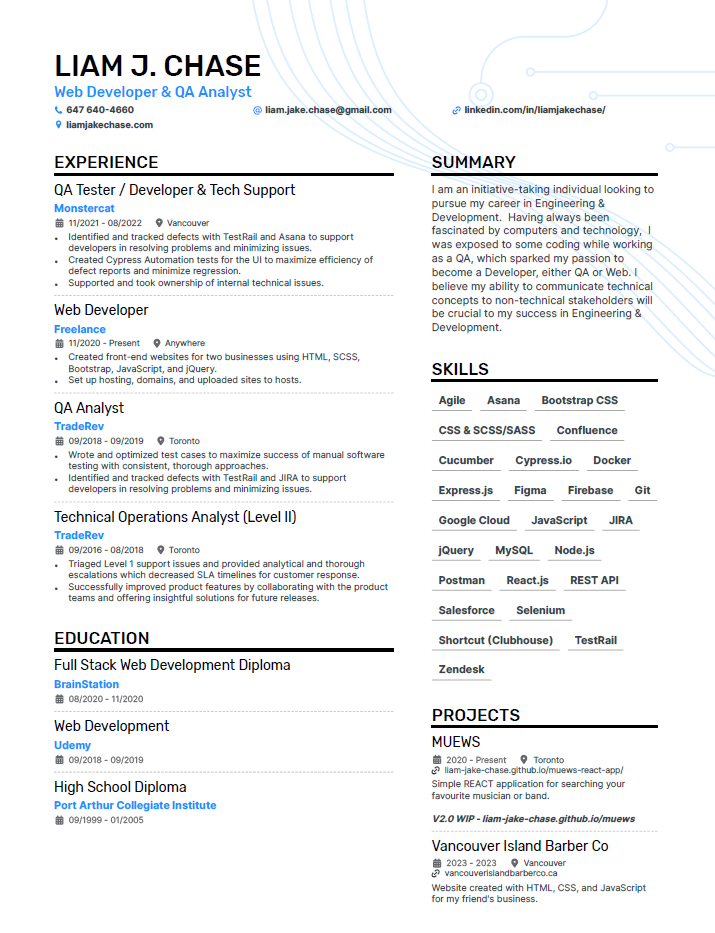 LIAM J. CHASE
Web Developer & QA Analyst
647 640-4660
liam.jake.chase@gmail.com
linkedin.com/in/liamjakechase/
liamjakechase.com
EXPERIENCE
QA Tester / Developer & Tech Support
Monstercat
11/2021 - 08/2022 Vancouver
• Identified and tracked defects with TestRail and Asana to support
developers in resolving problems and minimizing issues.
• Created Cypress Automation tests for the UI to maximize efficiency of
defect reports and minimize regression.
• Supported and took ownership of internal technical issues.
Web Developer
Freelance
11/2020 - Present Anywhere
• Created front-end websites for two businesses using HTML, SCSS,
Bootstrap, JavaScript, and jQuery.
• Set up hosting, domains, and uploaded sites to hosts.
QA Analyst
TradeRev
09/2018 - 09/2019 Toronto
• Wrote and optimized test cases to maximize success of manual software
testing with consistent, thorough approaches.
• Identified and tracked defects with TestRail and JIRA to support
developers in resolving problems and minimizing issues.
Technical Operations Analyst (Level II)
TradeRev
09/2016 - 08/2018 Toronto
• Triaged Level 1 support issues and provided analytical and thorough
escalations which decreased SLA timelines for customer response.
• Successfully improved product features by collaborating with the product
teams and offering insightful solutions for future releases.
EDUCATION
Full Stack Web Development Diploma
BrainStation
08/2020 - 11/2020
Web Development
Udemy
09/2018 - 09/2019
High School Diploma
Port Arthur Collegiate Institute
09/1999 - 01/2005
SUMMARY
I am an initiative-taking individual looking to
pursue my career in Engineering &
Development. Having always been
fascinated by computers and technology, I
was exposed to some coding while working
as a QA, which sparked my passion to
become a Developer, either QA or Web. I
believe my ability to communicate technical
concepts to non-technical stakeholders will
be crucial to my success in Engineering &
Development.
SKILLS
Agile Asana Bootstrap CSS
CSS & SCSS/SASS Confluence
Cucumber Cypress.io Docker
Express.js Figma Firebase Git
Google Cloud JavaScript JIRA
jQuery MySQL Node.js
Postman React.js REST API
Salesforce Selenium
Shortcut (Clubhouse) TestRail
Zendesk
PROJECTS
MUEWS
2020 - Present Toronto
liam-jake-chase.github.io/muews-react-app/
Simple REACT application for searching your
favourite musician or band.
V2.0 WIP - liam-jake-chase.github.io/muews
Vancouver Island Barber Co
2023 - 2023 Vancouver
vancouverislandbarberco.ca
Website created with HTML, CSS, and JavaScript
for my friend's business.